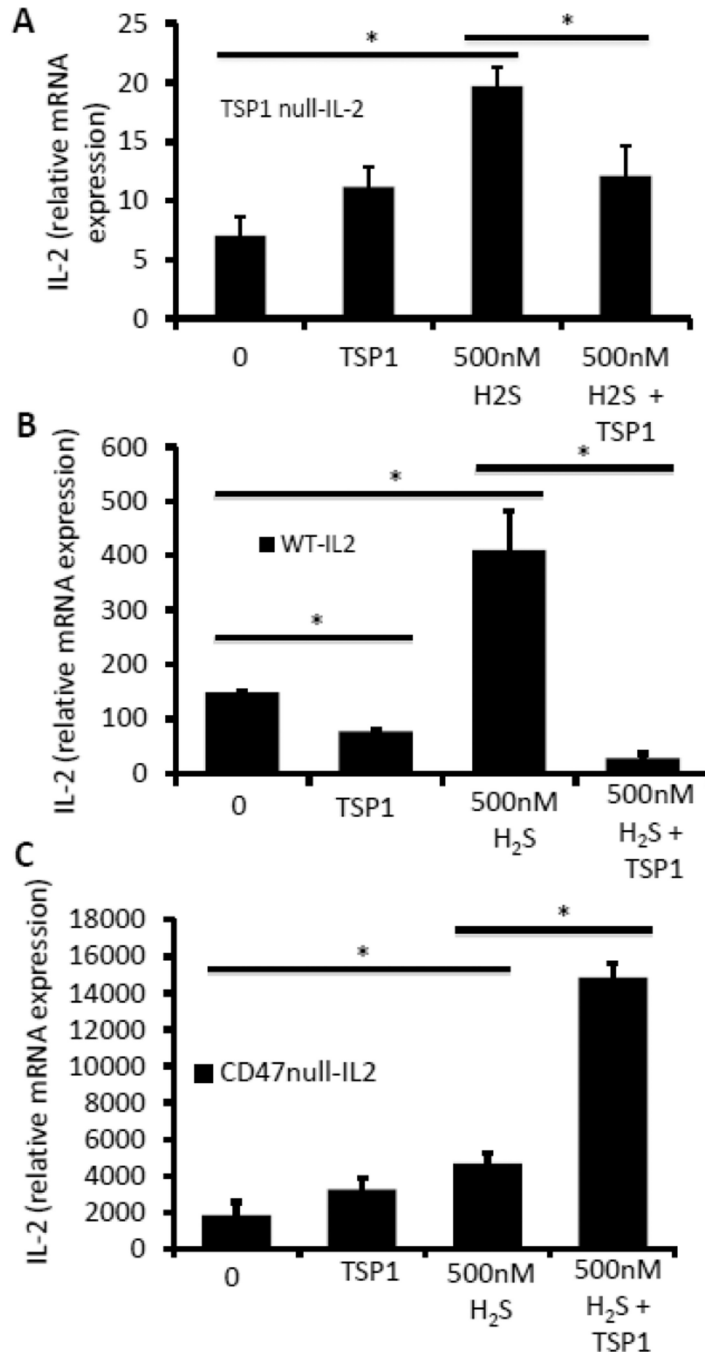 A
IL-2 (relative mRNA
expression)
25
20
15
10
5
0
*
*
TSP1 null-IL-2
0
TSP1
500nM
H2S
500nM
H2S +
TSP1
B
IL-2 (relative mRNA expression)
600
500
400
300
200
100
0
*
*
*
WT-IL2
0
TSP1
500nM
H₂S
500nM
H₂S +
TSP1
C
IL-2 (relative mRNA expression)
18000
16000
14000
12000
10000
8000
6000
4000
2000
0
*
*
CD47null-IL2
0
TSP1
500nM
H₂S
500nM
H₂S +
TSP1